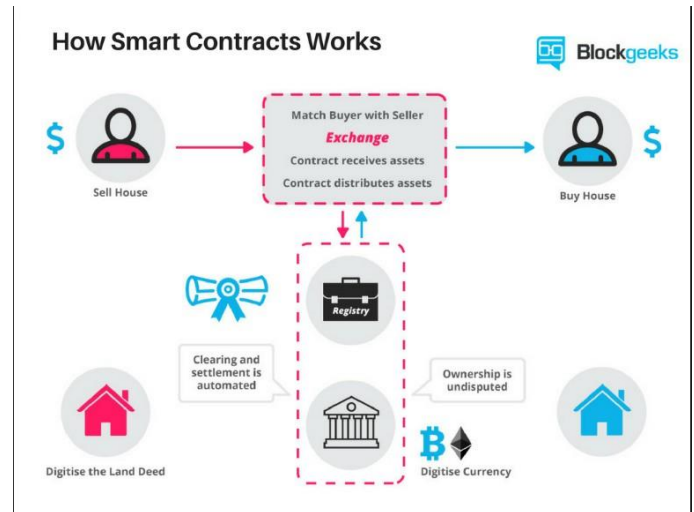 How Smart Contracts Works
Blockgeeks
Match Buyer with Seller
Exchange
Contract receives assets
Contract distributes assets
$
$
Sell House
Buy House
Registry
Clearing and
settlement is
automated
Ownership is
undisputed
Digitise the Land Deed
Digitise Currency